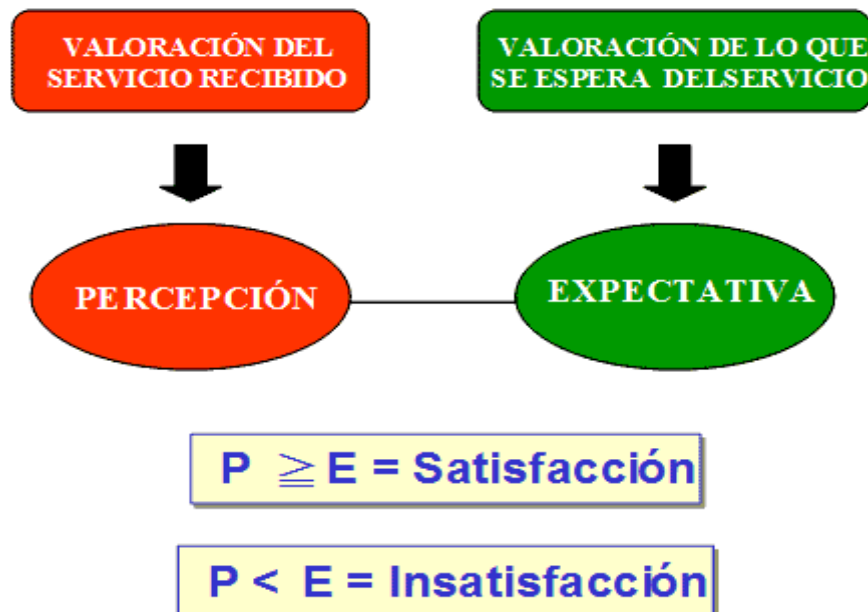 VALORACIÓN DEL
SERVICIO RECIBIDO
VALORACIÓN DE LO QUE
SE ESPERA DELSERVICIO
PERCEPCIÓN
EXPECTATIVA
P ≧ E = Satisfacción
P < E = Insatisfacción